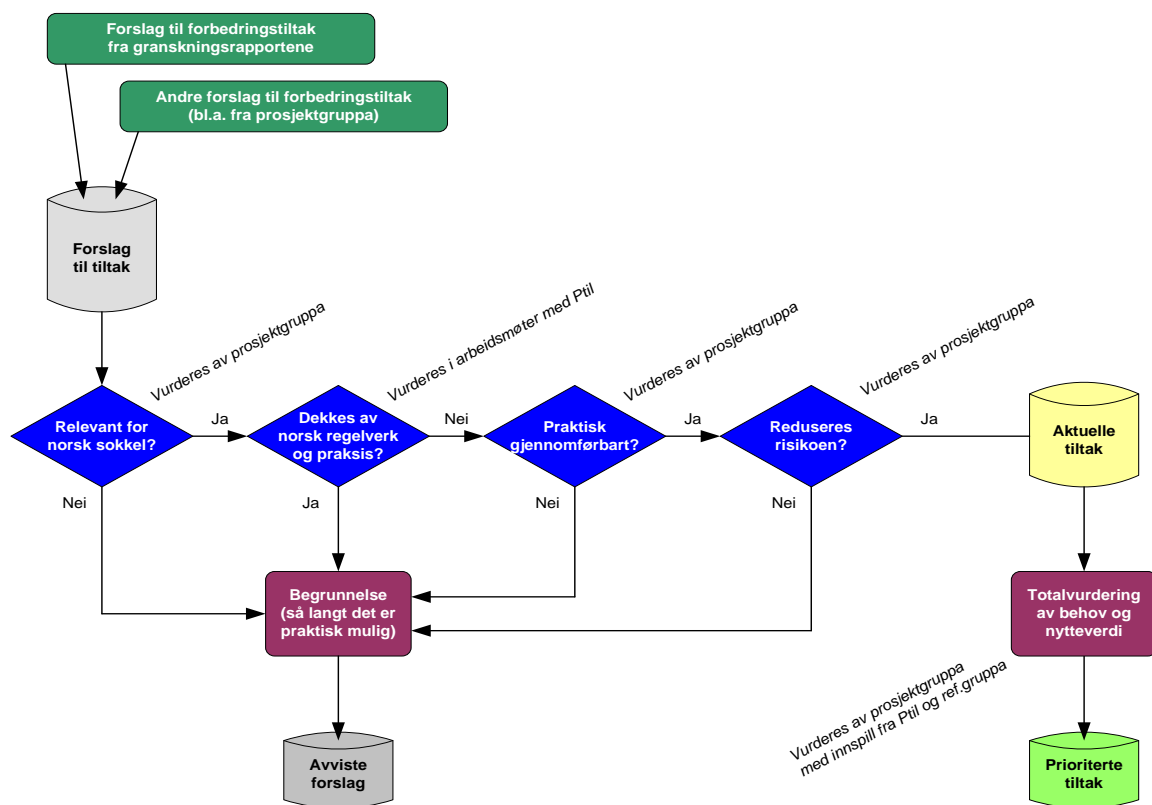 Forslag til forbedringstiltak
fra granskningsrapportene
Andre forslag til forbedringstiltak
(bl.a. fra prosjektgruppa)
Forslag
til tiltak
Vurderes av prosjektgruppa
Vurderes i arbeidsmøter med Ptil
Vurderes av prosjektgruppa
Vurderes av prosjektgruppa
Relevant for
norsk sokkel?
Ja
Dekkes av
norsk regelverk
og praksis?
Nei
Praktisk
gjennomførbart?
Ja
Reduseres
risikoen?
Ja
Aktuelle
tiltak
Nei
Ja
Nei
Nei
Begrunnelse
(så langt det er
praktisk mulig)
Totalvurdering
av behov og
nytteverdi
Vurderes av prosjektgruppa
med innspill fra Ptil og ref.gruppa
Avviste
forslag
Prioriterte
tiltak